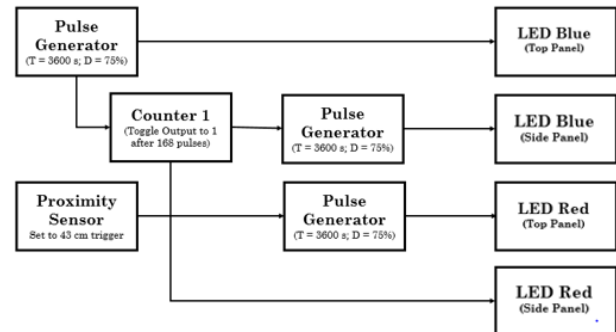 Pulse
Generator
(T = 3600 s; D = 75%)
LED Blue
(Top Panel)
Counter 1
(Toggle Output to 1
after 168 pulses)
Pulse
Generator
(T = 3600 s; D = 75%)
LED Blue
(Side Panel)
Proximity
Sensor
Set to 43 cm trigger
Pulse
Generator
(T = 3600 s; D = 75%)
LED Red
(Top Panel)
LED Red
(Side Panel)